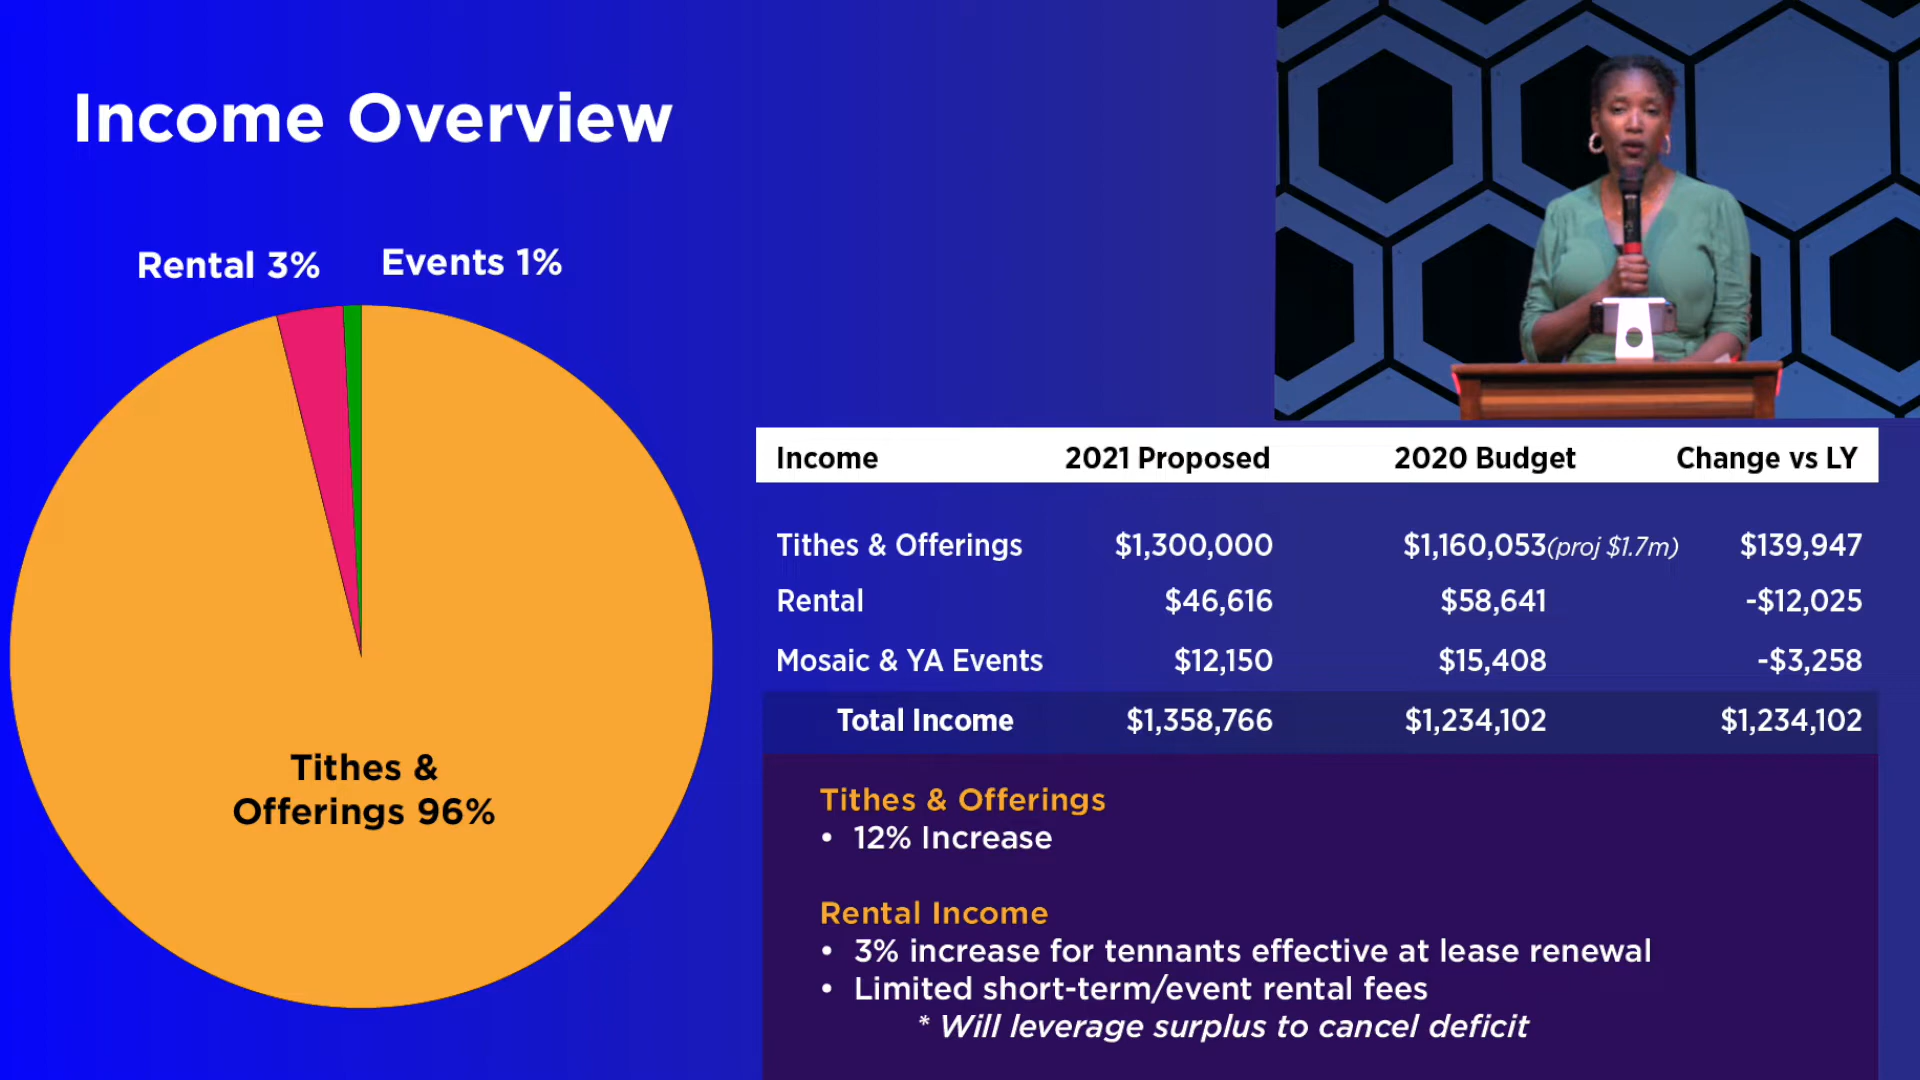 Income Overview
Rental 3%
Events 1%
Tithes &
Offerings 96%
Income 2021 Proposed 2020 Budget Change vs LY
Tithes & Offerings $1,300,000 $1,160,053(proj $1.7m) $139,947
Rental $46,616 $58,641 -$12,025
Mosaic & YA Events $12,150 $15,408 -$3,258
Total Income $1,358,766 $1,234,102 $1,234,102
Tithes & Offerings
• 12% Increase
Rental Income
• 3% increase for tennants effective at lease renewal
• Limited short-term/event rental fees
* Will leverage surplus to cancel deficit